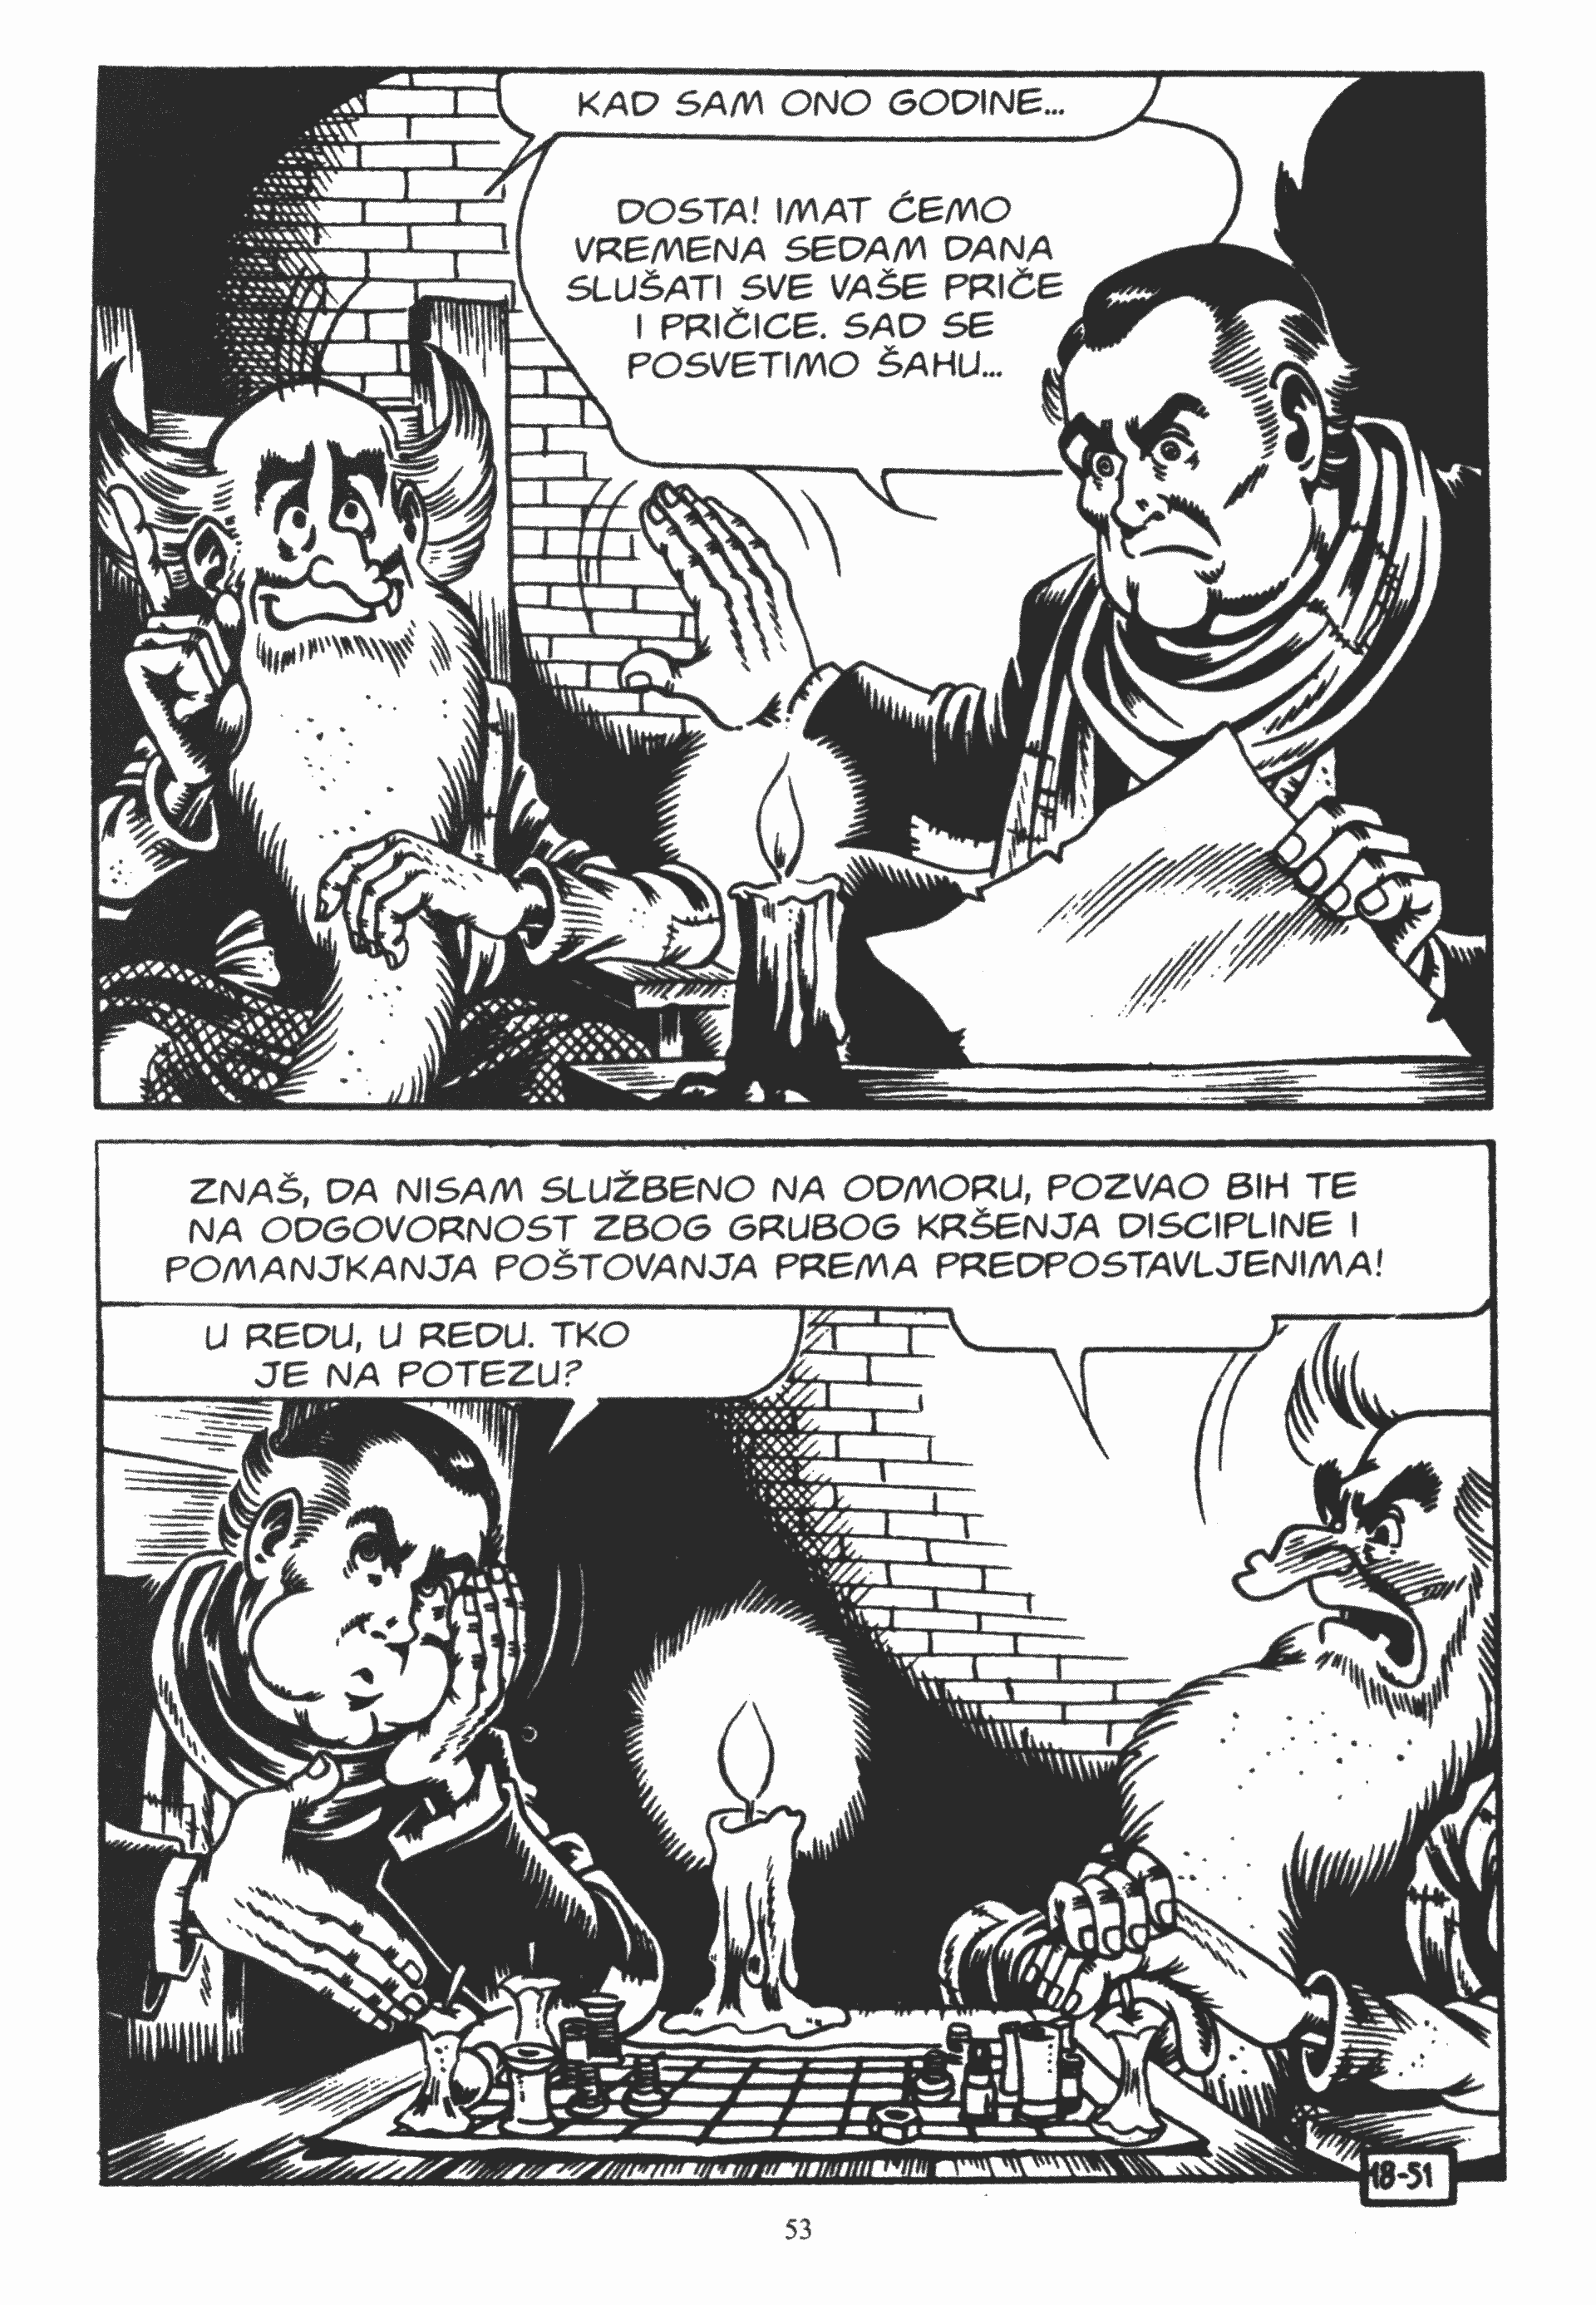 KAD SAM ONO GODINE...
DOSTA! IMAT ĆEMO
VREMENA SEDAM DANA
SLUŠATI SVE VAŠE PRIČE
I PRIČICE. SAD SE
POSVETIMO ŠAHU...
ZNAŠ, DA NISAM SLUŽBENO NA ODMORU, POZVAO BIH TE
NA ODGOVORNOST ZBOG GRUBOG KRŠENJA DISCIPLINE I
POMANJKANJA POŠTOVANJA PREMA PREDPOSTAVLJENIMA!
U REDU, U REDU. TKO
JE NA POTEZU?
18-51
53